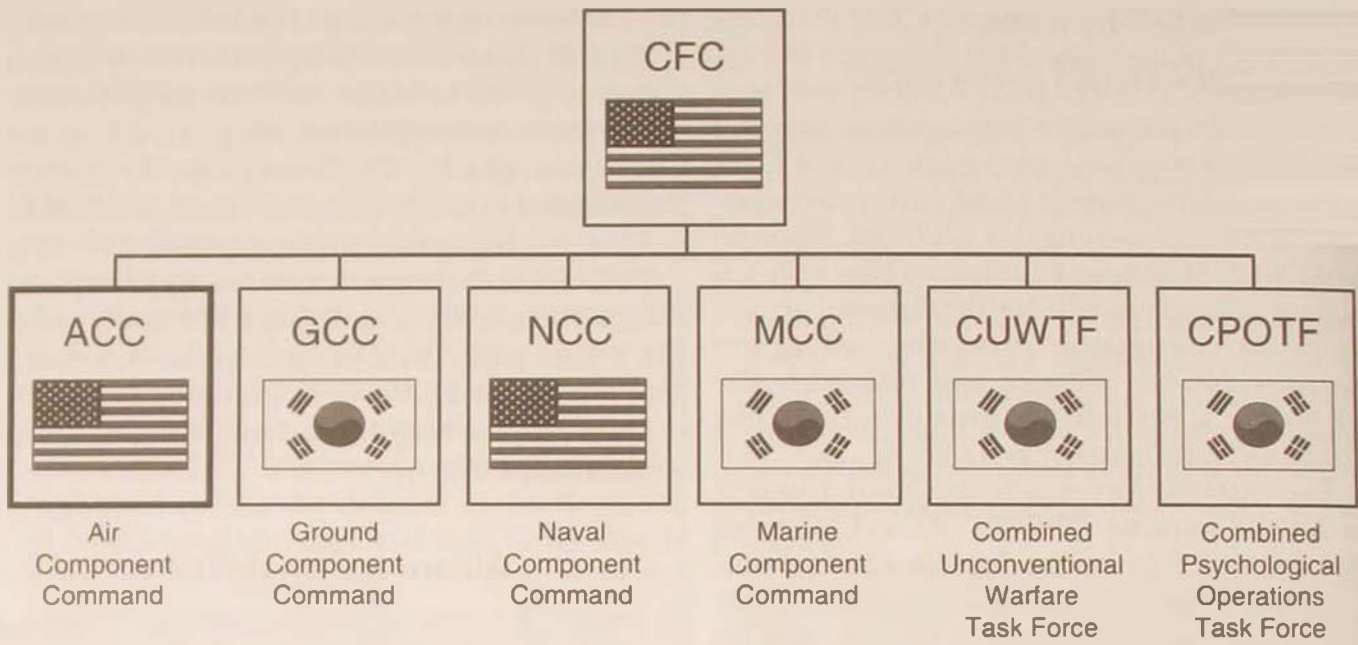 CFC
ACC
GCC
NCC
MCC
CUWTF
CPOTF
Air
Component
Command
Ground
Component
Command
Naval
Component
Command
Marine
Component
Command
Combined
Unconventional
Warfare
Task Force
Combined
Psychological
Operations
Task Force